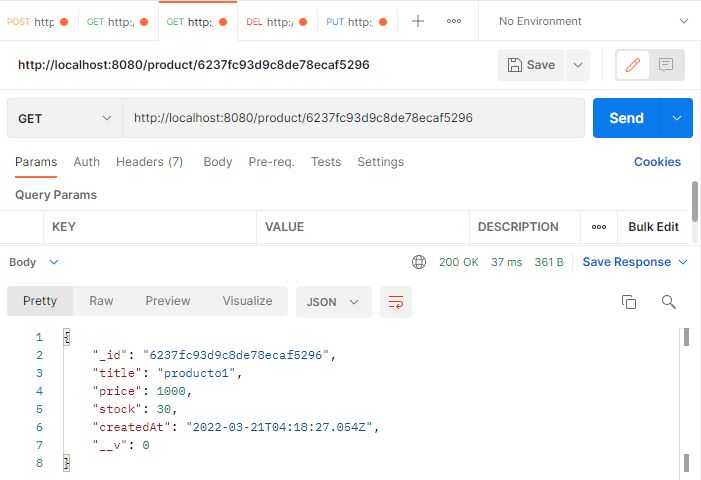 POST http GET http:, GET http:, DEL http:/ PUT http:, No Environment
http://localhost:8080/product/6237fc93d9c8de78ecaf5296 Save
GET http://localhost:8080/product/6237fc93d9c8de78ecaf5296 Send
Params Auth Headers (7) Body Pre-req. Tests Settings Cookies
Query Params
KEY VALUE DESCRIPTION Bulk Edit
Body 200 OK 37 ms 361 B Save Response
Pretty Raw Preview Visualize JSON
1 {
2 "_id": "6237fc93d9c8de78ecaf5296",
3 "title": "producto1",
4 "price": 1000,
5 "stock": 30,
6 "createdAt": "2022-03-21T04:18:27.054Z",
7 "__v": 0
8 }